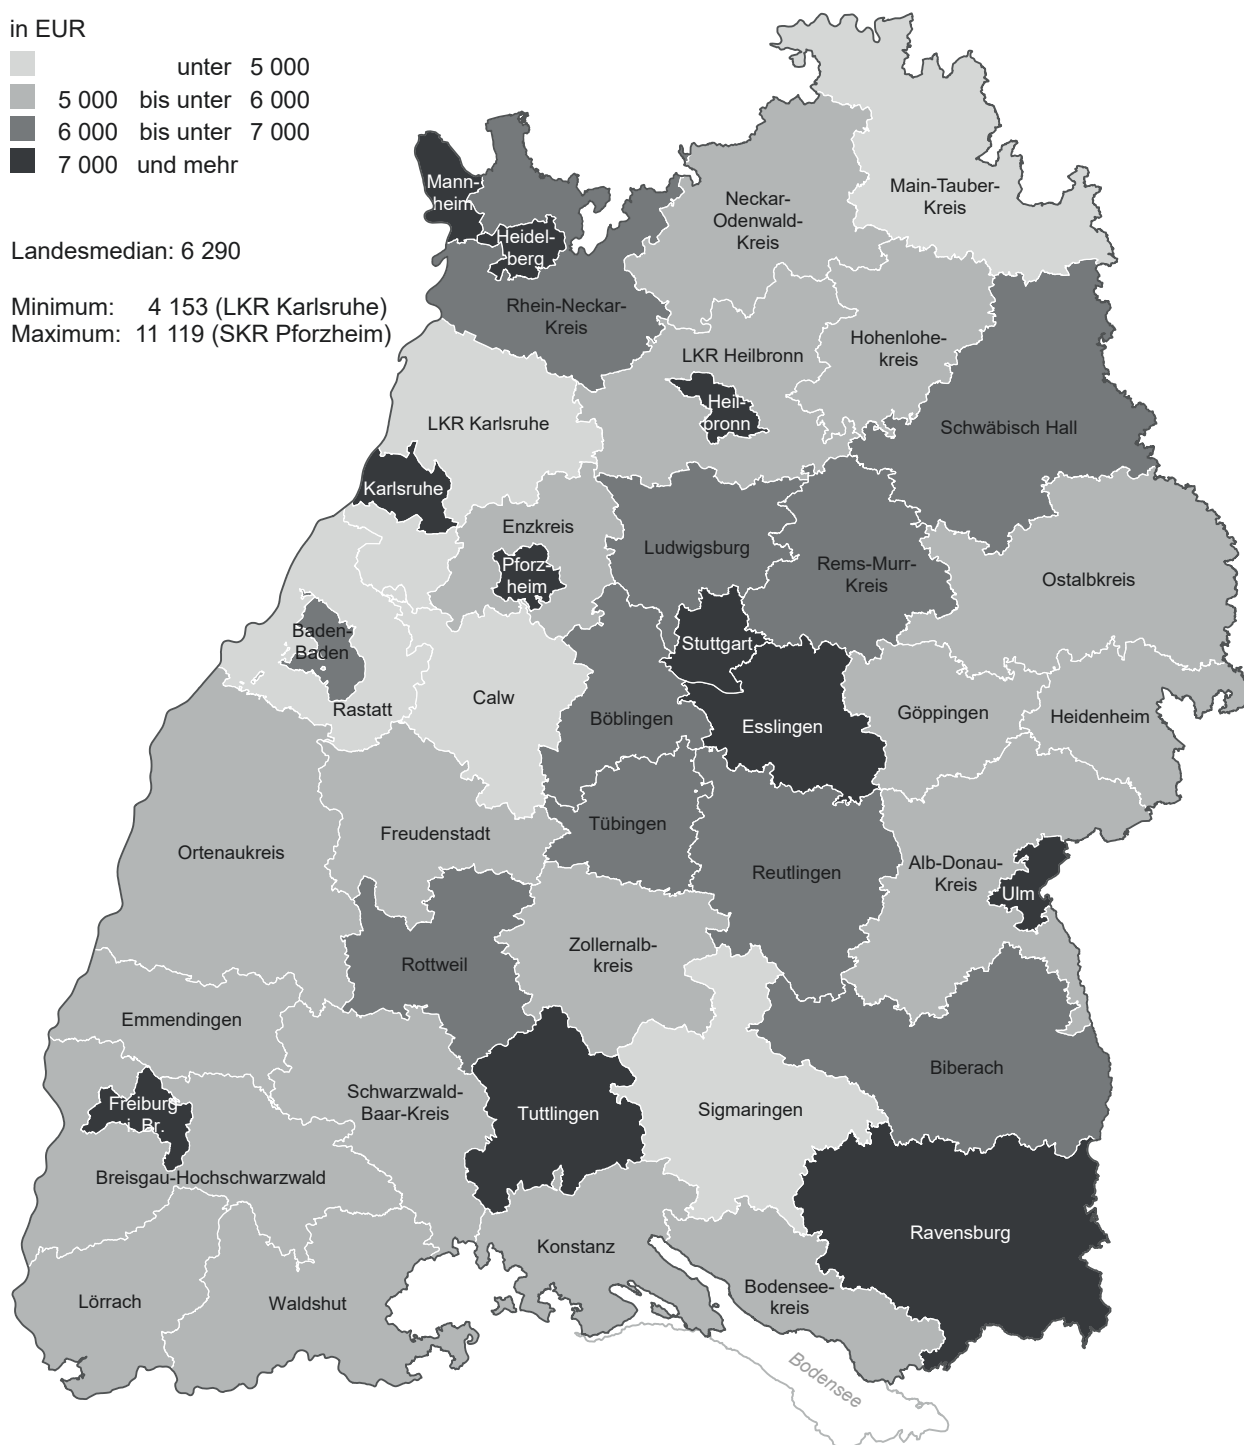 in EUR
unter 5 000
5 000 bis unter 6 000
6 000 bis unter 7 000
7 000 und mehr
Landesmedian: 6 290
Minimum: 4 153 (LKR Karlsruhe)
Maximum: 11 119 (SKR Pforzheim)
Mann-
heim
Heidel-
berg
Rhein-Neckar-
Kreis
Neckar-
Odenwald-
Kreis
Main-Tauber-
Kreis
LKR Heilbronn
Heil-
bronn
Hohenlohe-
kreis
Schwäbisch Hall
LKR Karlsruhe
Karlsruhe
Enzkreis
Pforz-
heim
Ludwigsburg
Rems-Murr-
Kreis
Ostalbkreis
Baden-
Baden
Rastatt
Calw
Stuttgart
Böblingen
Esslingen
Göppingen
Heidenheim
Ortenaukreis
Freudenstadt
Tübingen
Reutlingen
Alb-Donau-
Kreis
Ulm
Rottweil
Zollernalb-
kreis
Emmendingen
Freiburg
i. Br.
Schwarzwald-
Baar-Kreis
Tuttlingen
Sigmaringen
Biberach
Breisgau-Hochschwarzwald
Ravensburg
Konstanz
Bodensee-
kreis
Lörrach
Waldshut
Bodensee